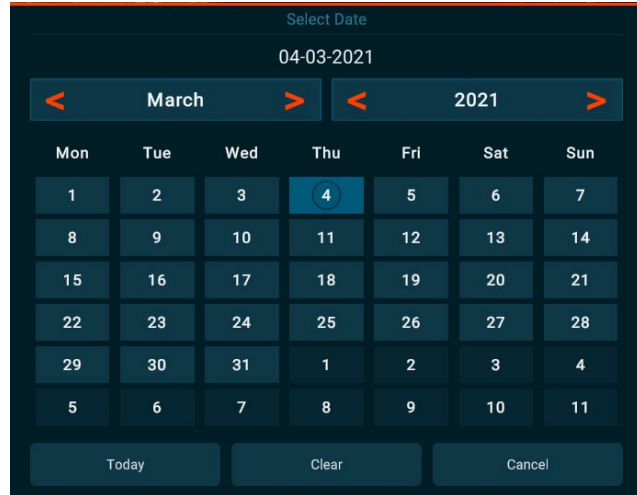 Select Date
04-03-2021
< March > < 2021 >
Mon Tue Wed Thu Fri Sat Sun
1 2 3 4 5 6 7
8 9 10 11 12 13 14
15 16 17 18 19 20 21
22 23 24 25 26 27 28
29 30 31 1 2 3 4
5 6 7 8 9 10 11
Today Clear Cancel